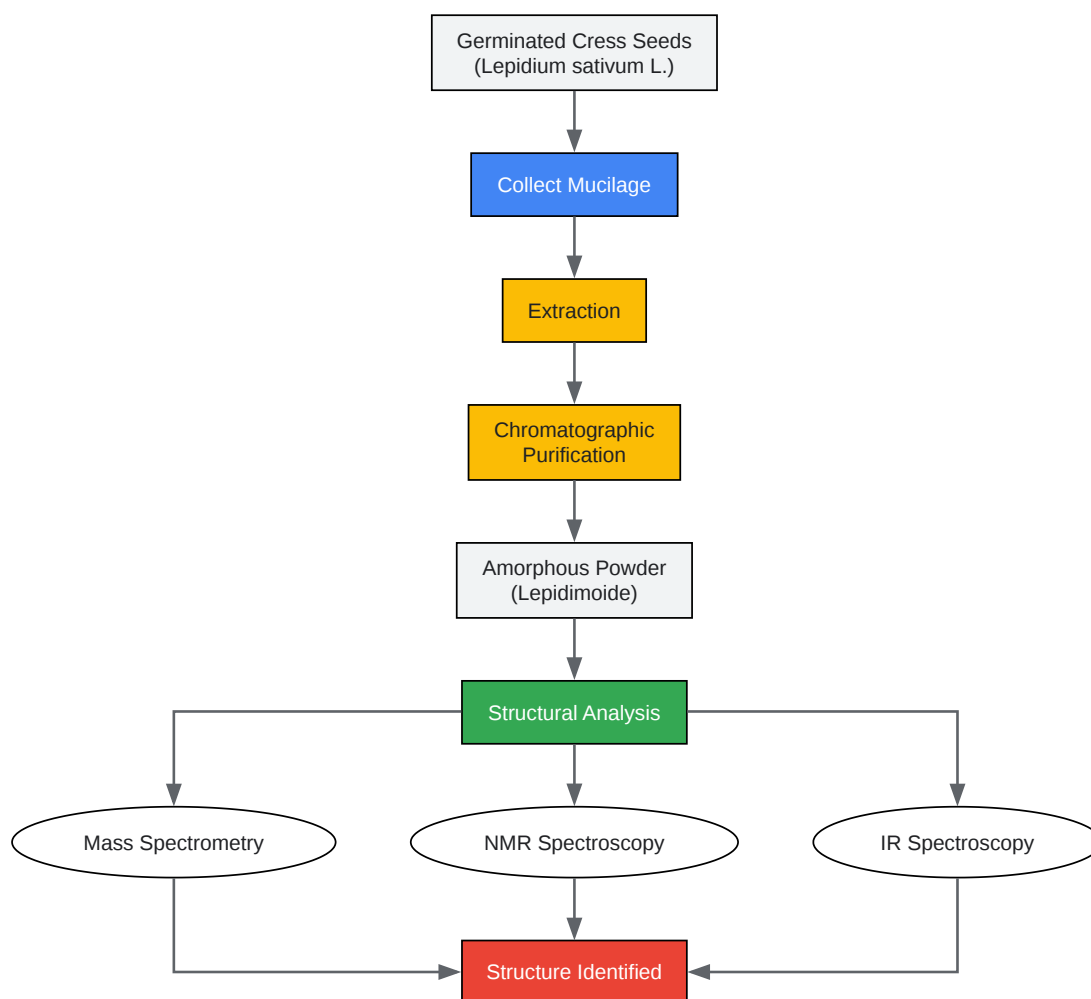 Germinated Cress Seeds
(Lepidium sativum L.)
Collect Mucilage
Extraction
Chromatographic
Purification
Amorphous Powder
(Lepidimoide)
Structural Analysis
Mass Spectrometry
NMR Spectroscopy
IR Spectroscopy
Structure Identified